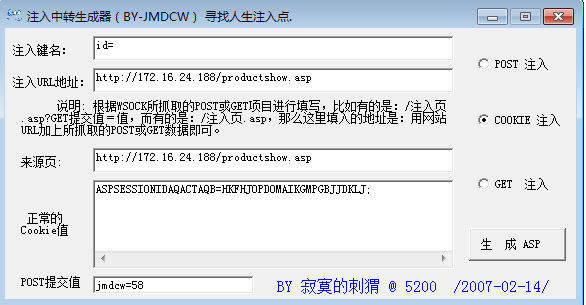 注入中转生成器（BY-JMDCW） 寻找人生注入点.
注入键名：
id=
POST 注入
注入URL地址：
http://172.16.24.188/productshow.asp
说明：根据WSOCK所抓取的POST或GET项目进行填写，比如有的是：/注入页
.asp?GET提交值＝值，而有的是：/注入页.asp，那么这里填入的地址是：用网站
URL加上所抓取的POST或GET数据即可。
COOKIE 注入
来源页：
http://172.16.24.188/productshow.asp
正常的
Cookie值
ASPSESSIONIDAQACTAQB=HKFHJOPDOMAIKGMPGBJJDKLJ;
GET 注入
生 成 ASP
POST提交值
jmdcw=58
BY 寂寞的刺猬 @ 5200 /2007-02-14/